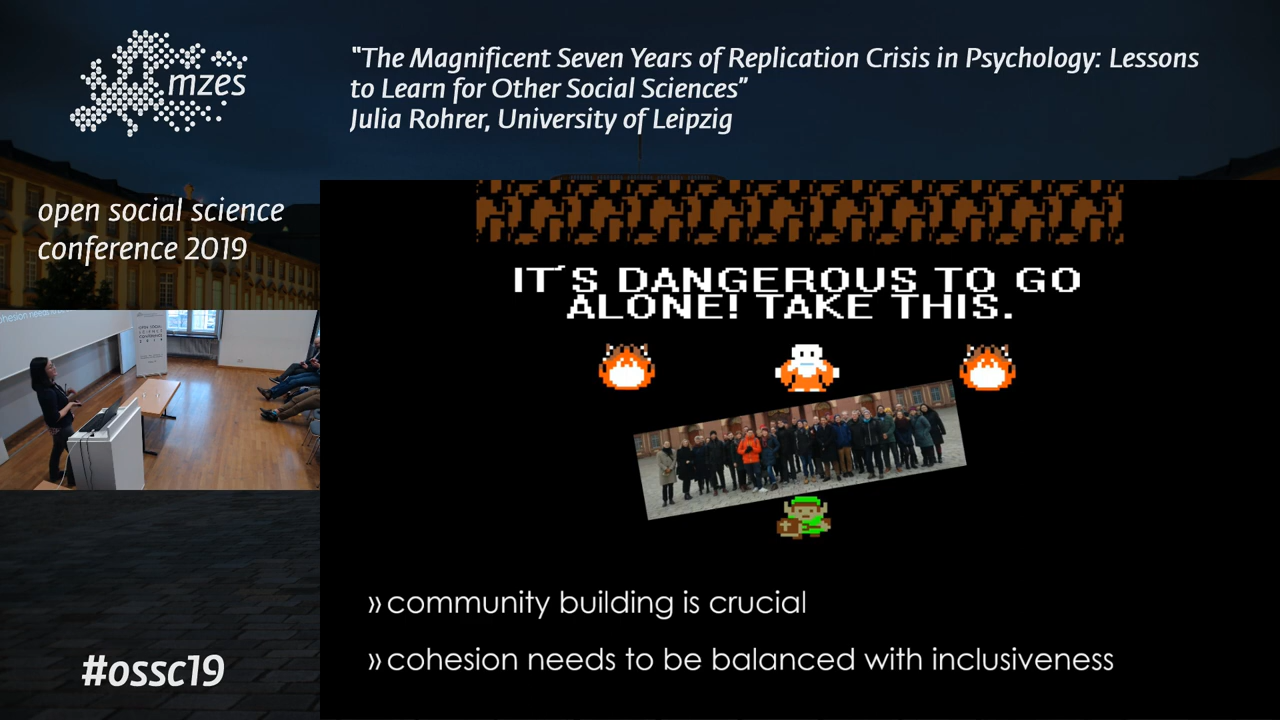 mzes
"The Magnificent Seven Years of Replication Crisis in Psychology: Lessons
to Learn for Other Social Sciences"
Julia Rohrer, University of Leipzig
open social science
conference 2019
IT´S DANGEROUS TO GO
ALONE! TAKE THIS.
» community building is crucial
» cohesion needs to be balanced with inclusiveness
#ossc19